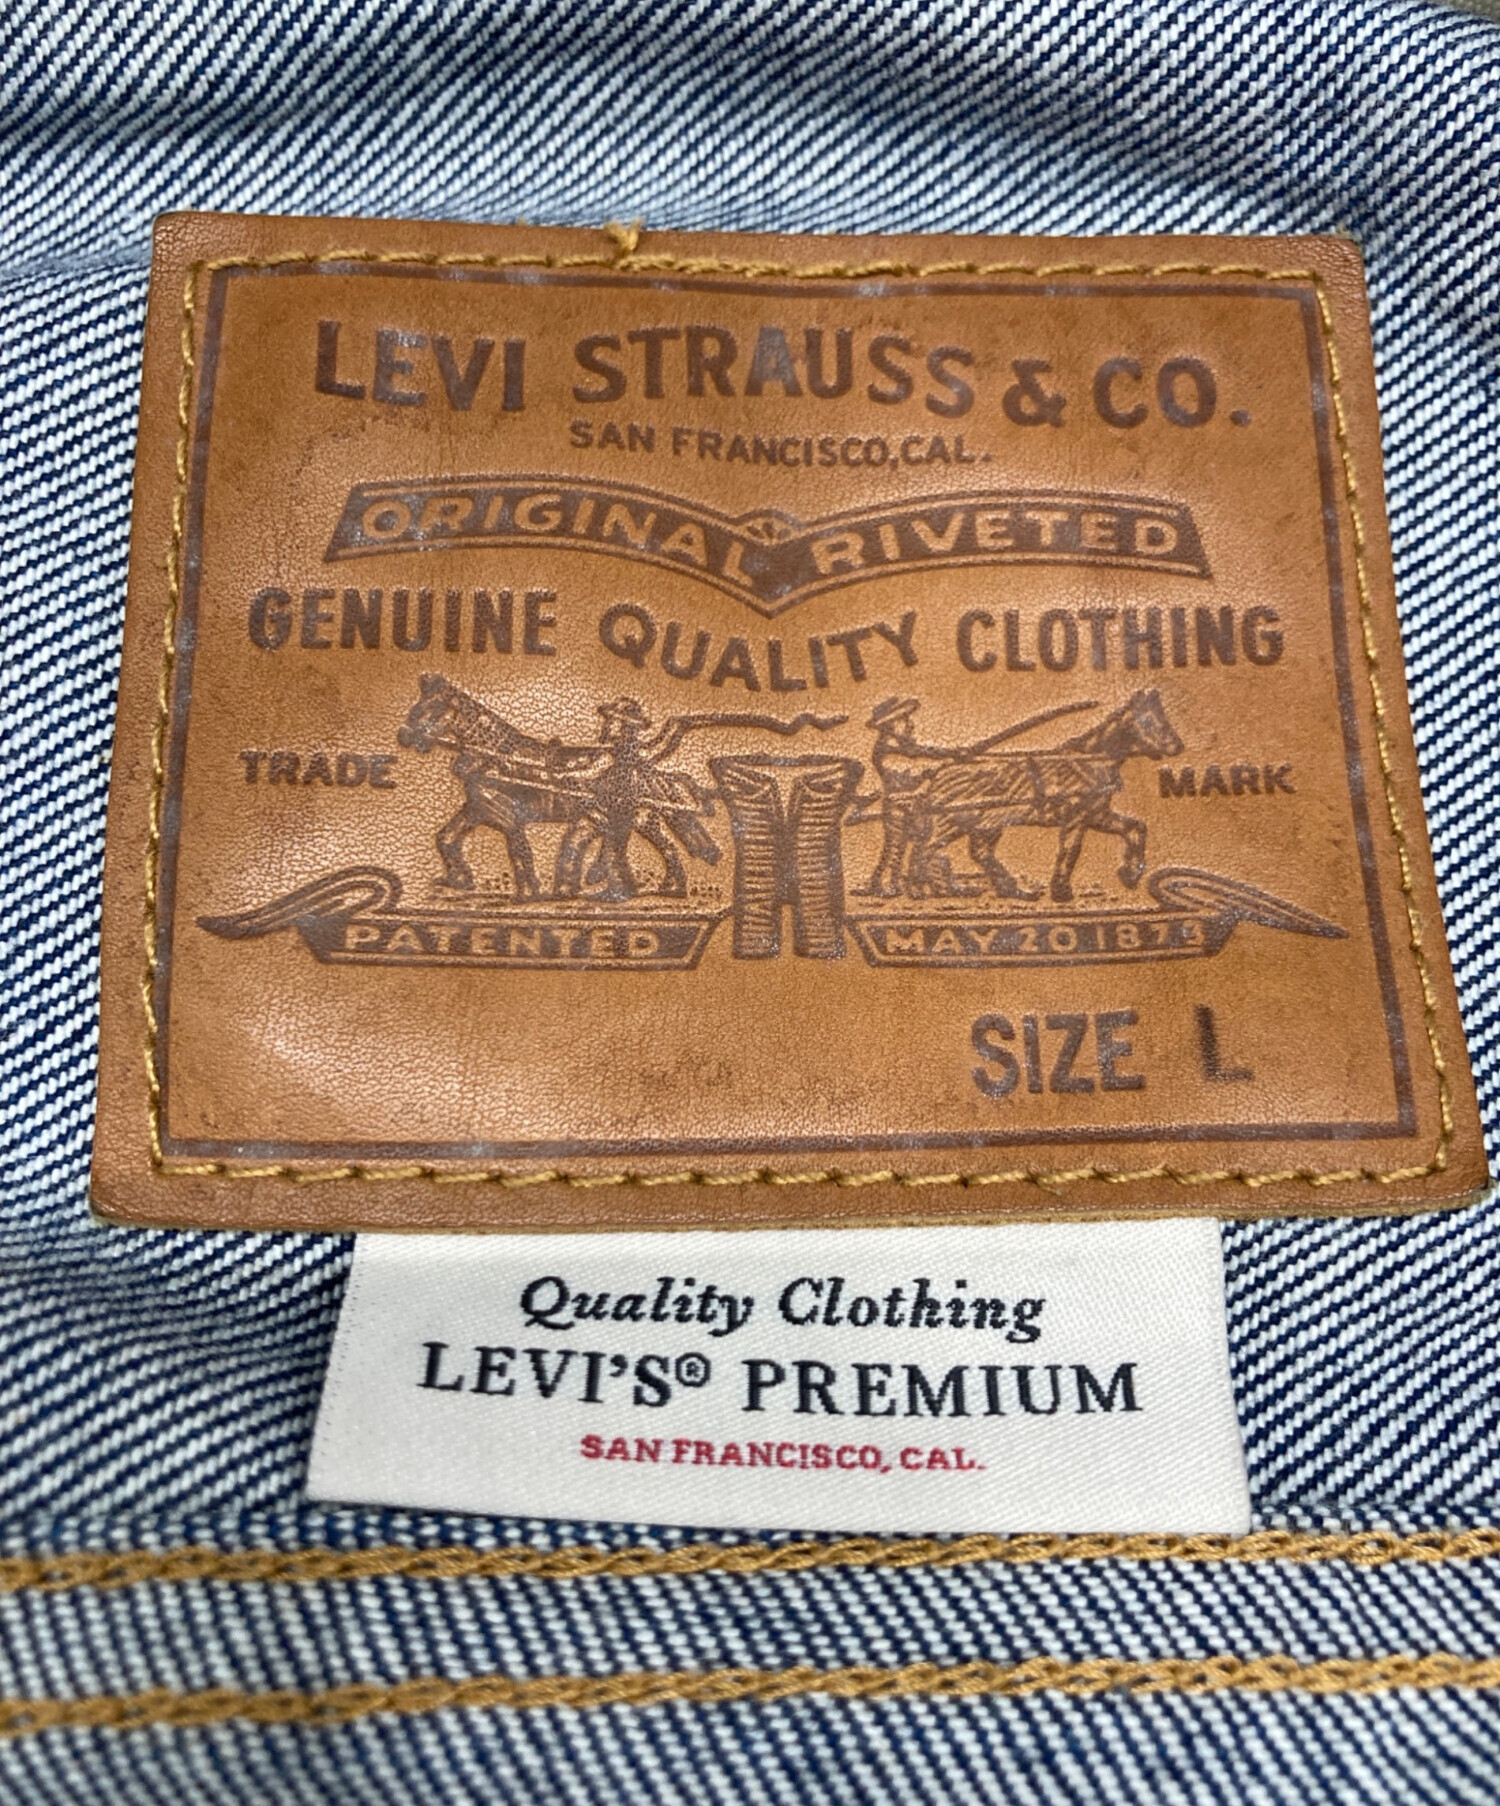 LEVI STRAUSS & CO.
SAN FRANCISCO, CAL.
ORIGINAL RIVETED
GENUINE QUALITY CLOTHING
TRADE MARK
PATENTED MAY 20 1873
SIZE L
Quality Clothing
LEVI'S® PREMIUM
SAN FRANCISCO, CAL.